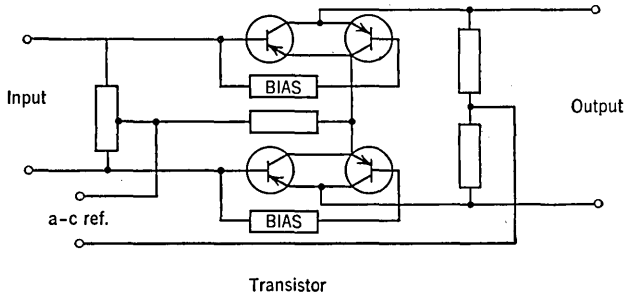 BIAS
Input
Output
a-c ref.
BIAS
Transistor